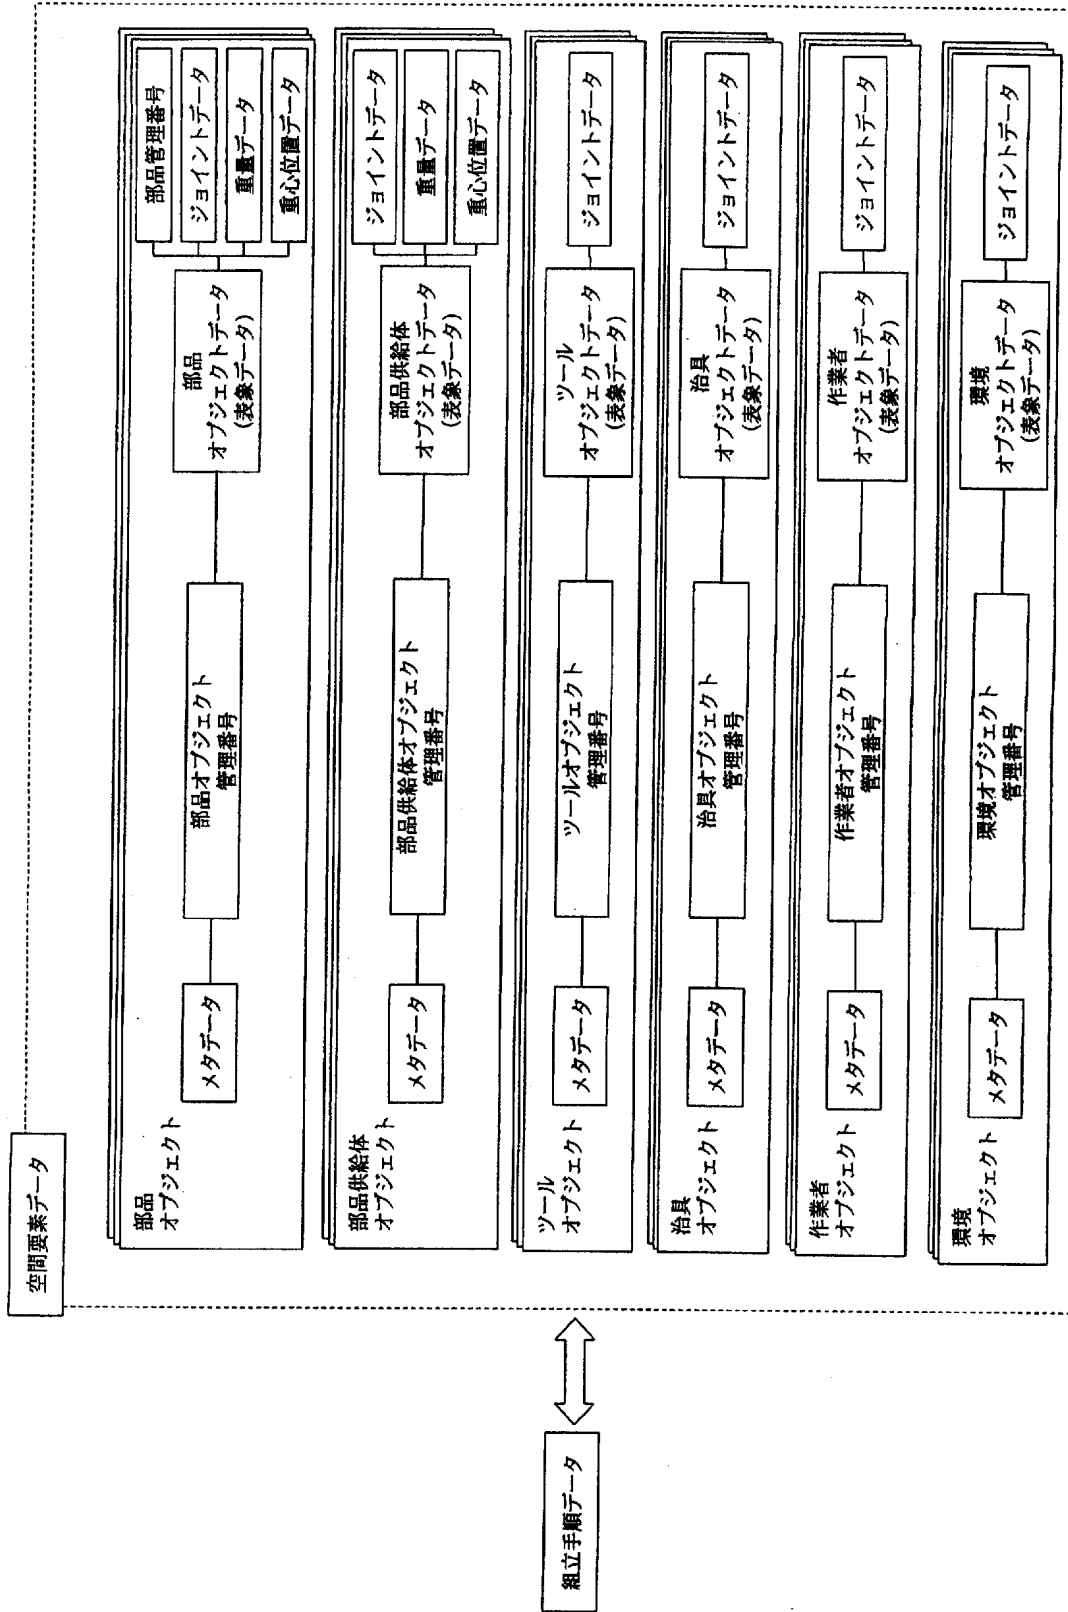 空間要素データ
部品
オブジェクト
メタデータ
部品オブジェクト
管理番号
部品
オブジェクトデータ
(表象データ)
部品管理番号
ジョイントデータ
重量データ
重心位置データ
部品供給体
オブジェクト
メタデータ
部品供給体オブジェクト
管理番号
部品供給体
オブジェクトデータ
(表象データ)
ジョイントデータ
重量データ
重心位置データ
ツール
オブジェクト
メタデータ
ツールオブジェクト
管理番号
ツール
オブジェクトデータ
(表象データ)
ジョイントデータ
治具
オブジェクト
メタデータ
治具オブジェクト
管理番号
治具
オブジェクトデータ
(表象データ)
ジョイントデータ
作業者
オブジェクト
メタデータ
作業者オブジェクト
管理番号
作業者
オブジェクトデータ
(表象データ)
ジョイントデータ
環境
オブジェクト
メタデータ
環境オブジェクト
管理番号
環境
オブジェクトデータ
(表象データ)
ジョイントデータ
組立手順データ